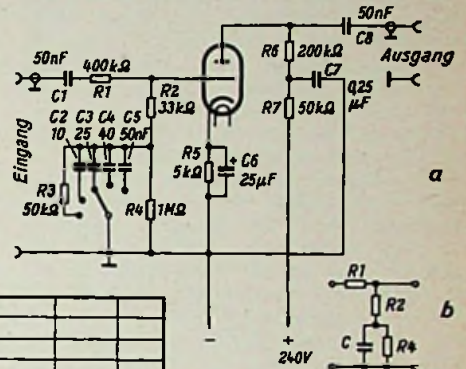 50nF
400kΩ
C1
R1
R2
33kΩ
C2 C3 C4 C5
10 25 40 50nF
Eingang
R3
50kΩ
R4
1MΩ
R5
5kΩ
+
C6
25µF
R6
200kΩ
50nF
C8
Ausgang
C7
0,25
µF
R7
50kΩ
a
−
+
240V
R1
R2
C
R4
b